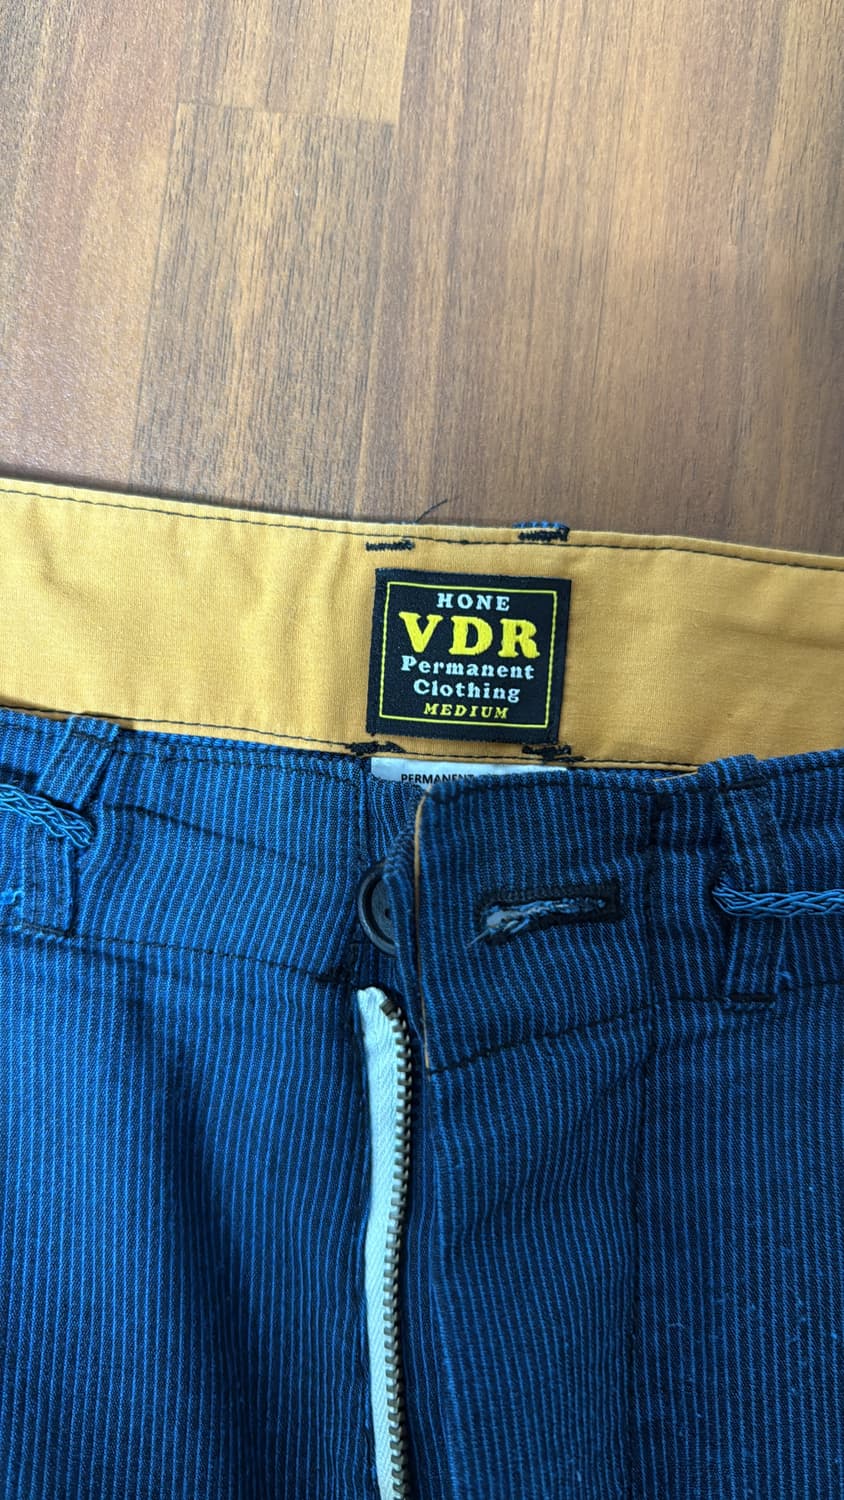 HONE
VDR
Permanent
Clothing
MEDIUM
PERMANENT